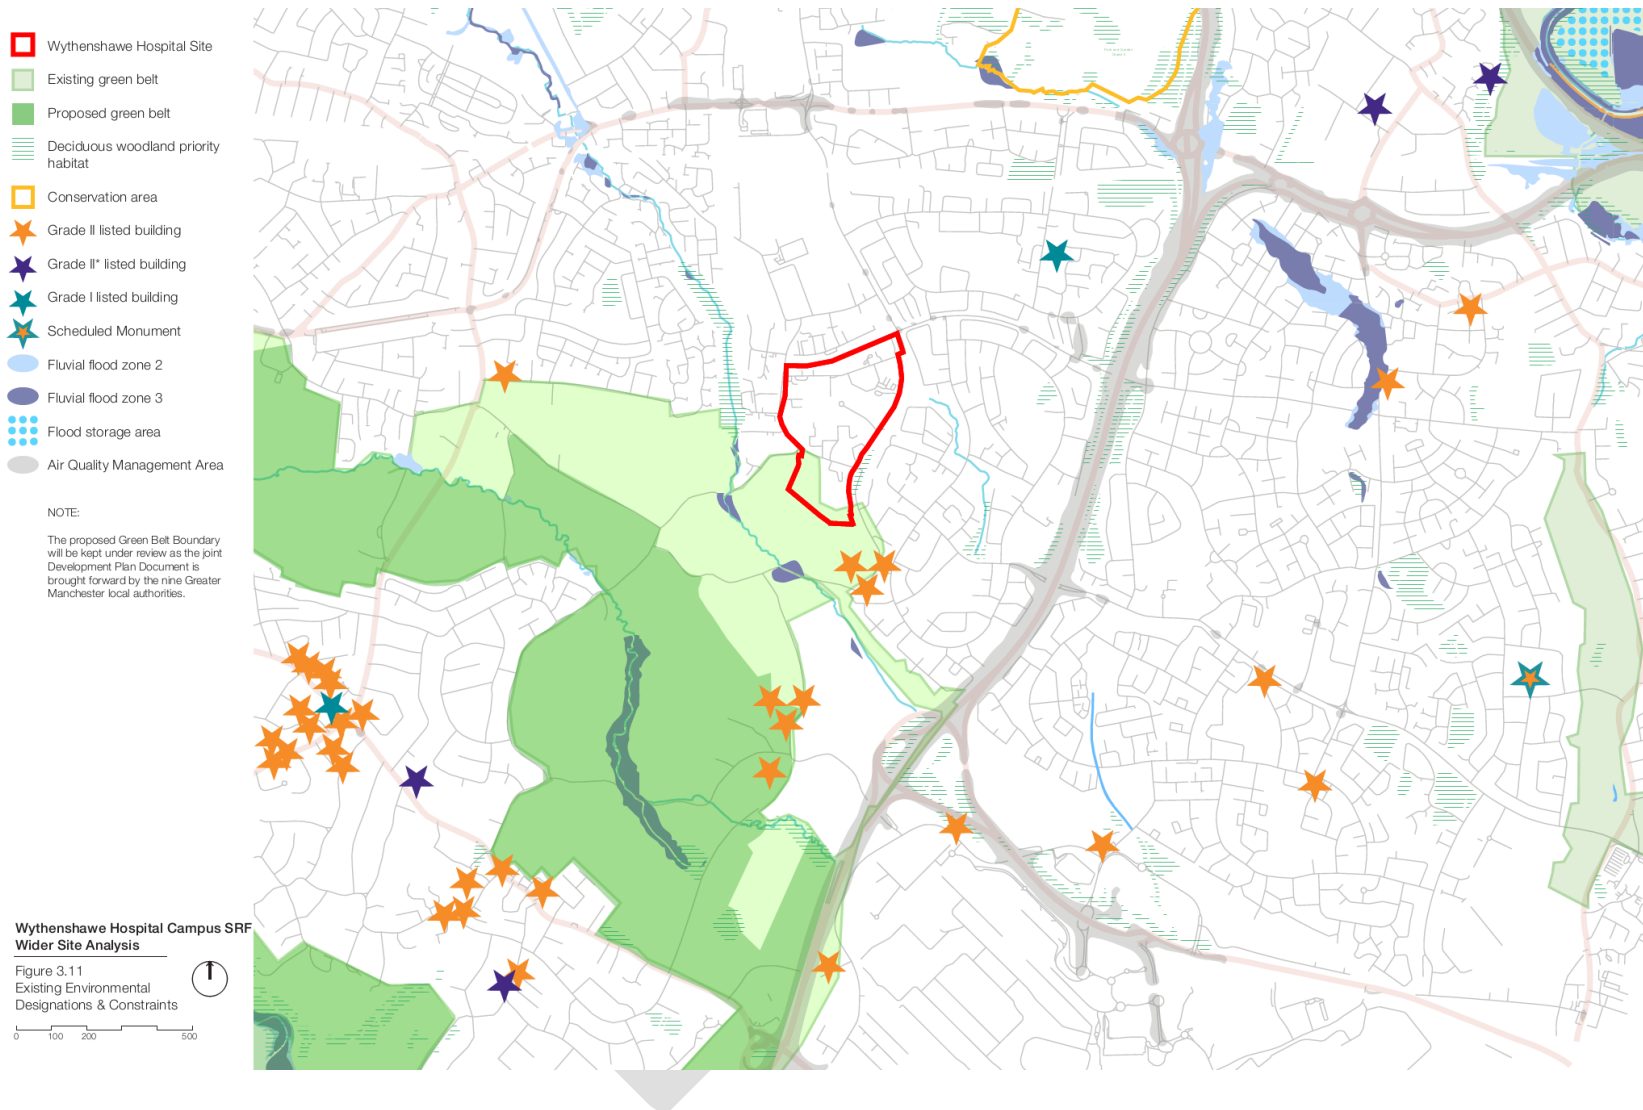 Wythenshawe Hospital Site
Existing green belt
Proposed green belt
Deciduous woodland priority
habitat
Conservation area
Grade II listed building
Grade II* listed building
Grade I listed building
Scheduled Monument
Fluvial flood zone 2
Fluvial flood zone 3
Flood storage area
Air Quality Management Area
NOTE:
The proposed Green Belt Boundary
will be kept under review as the joint
Development Plan Document is
brought forward by the nine Greater
Manchester local authorities.
Wythenshawe Hospital Campus SRF
Wider Site Analysis
Figure 3.11
Existing Environmental
Designations & Constraints
0 100 200 500